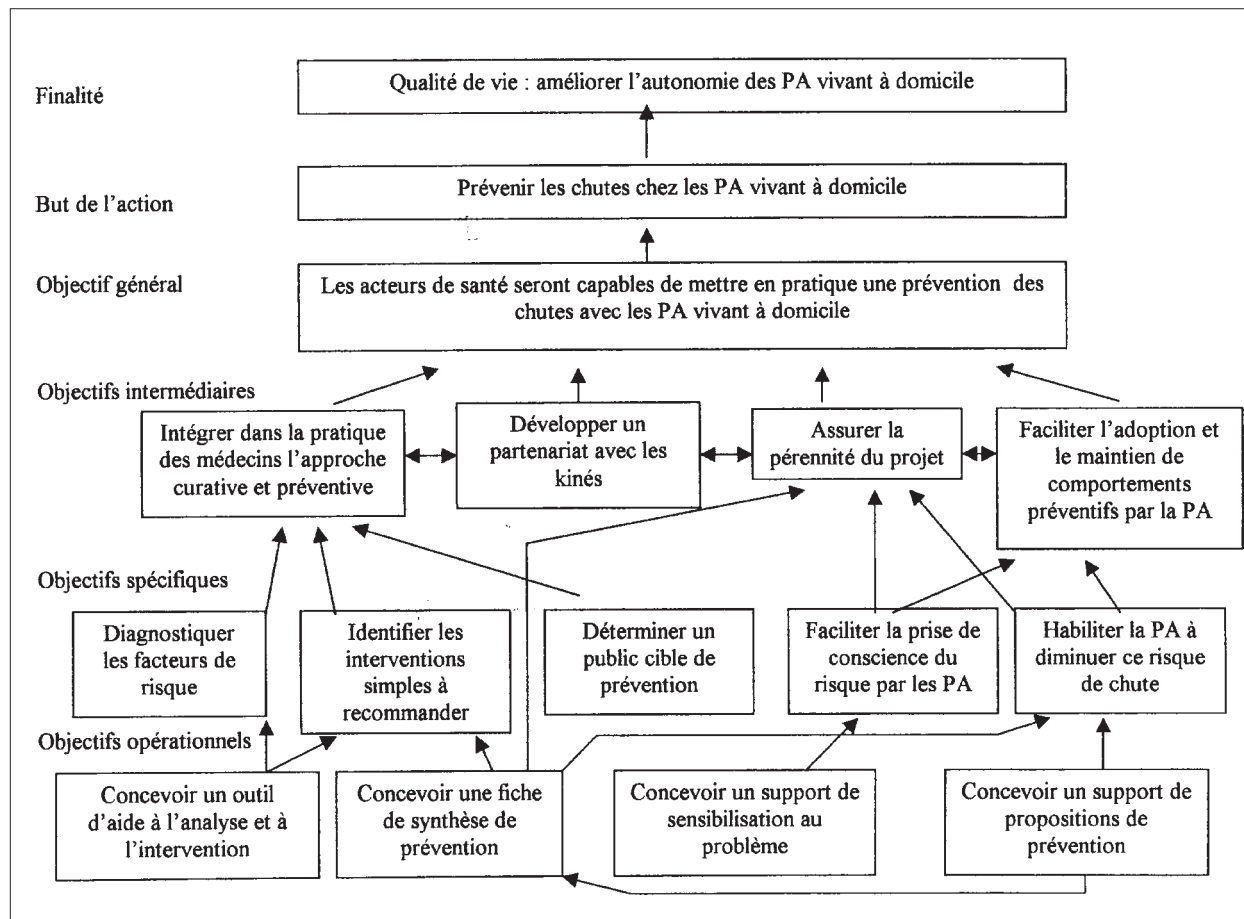 Finalité
Qualité de vie : améliorer l'autonomie des PA vivant à domicile
But de l'action
Prévenir les chutes chez les PA vivant à domicile
Objectif général
Les acteurs de santé seront capables de mettre en pratique une prévention des
chutes avec les PA vivant à domicile
Objectifs intermédiaires
Intégrer dans la pratique
des médecins l'approche
curative et préventive
Développer un
partenariat avec les
kinés
Assurer la
pérennité du projet
Faciliter l'adoption et
le maintien de
comportements
préventifs par la PA
Objectifs spécifiques
Diagnostiquer
les facteurs de
risque
Identifier les
interventions
simples à
recommander
Déterminer un
public cible de
prévention
Faciliter la prise de
conscience du
risque par les PA
Habiliter la PA à
diminuer ce risque
de chute
Objectifs opérationnels
Concevoir un outil
d'aide à l'analyse et à
l'intervention
Concevoir une fiche
de synthèse de
prévention
Concevoir un support de
sensibilisation au
problème
Concevoir un support de
propositions de
prévention